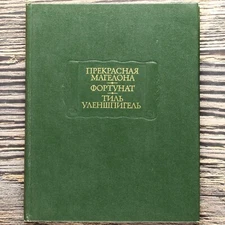 ПРЕКРАСНАЯ
МАГЕЛОНА
ФОРТУНАТ
ТИЛЬ
УЛЕНШПИГЕЛЬ